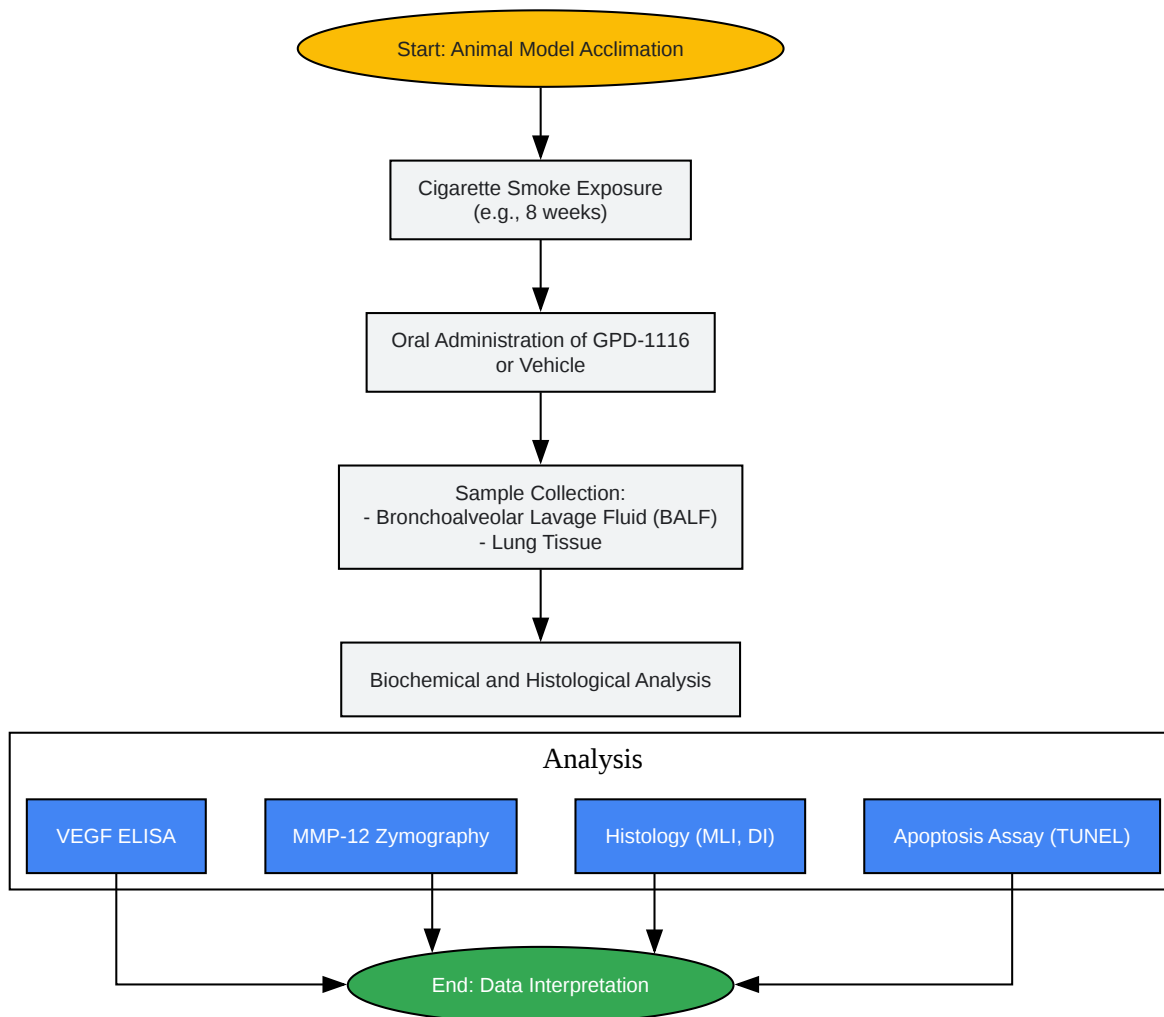 Start: Animal Model Acclimation
Cigarette Smoke Exposure
(e.g., 8 weeks)
Oral Administration of GPD-1116
or Vehicle
Sample Collection:
- Bronchoalveolar Lavage Fluid (BALF)
- Lung Tissue
Biochemical and Histological Analysis
Analysis
VEGF ELISA
MMP-12 Zymography
Histology (MLI, DI)
Apoptosis Assay (TUNEL)
End: Data Interpretation